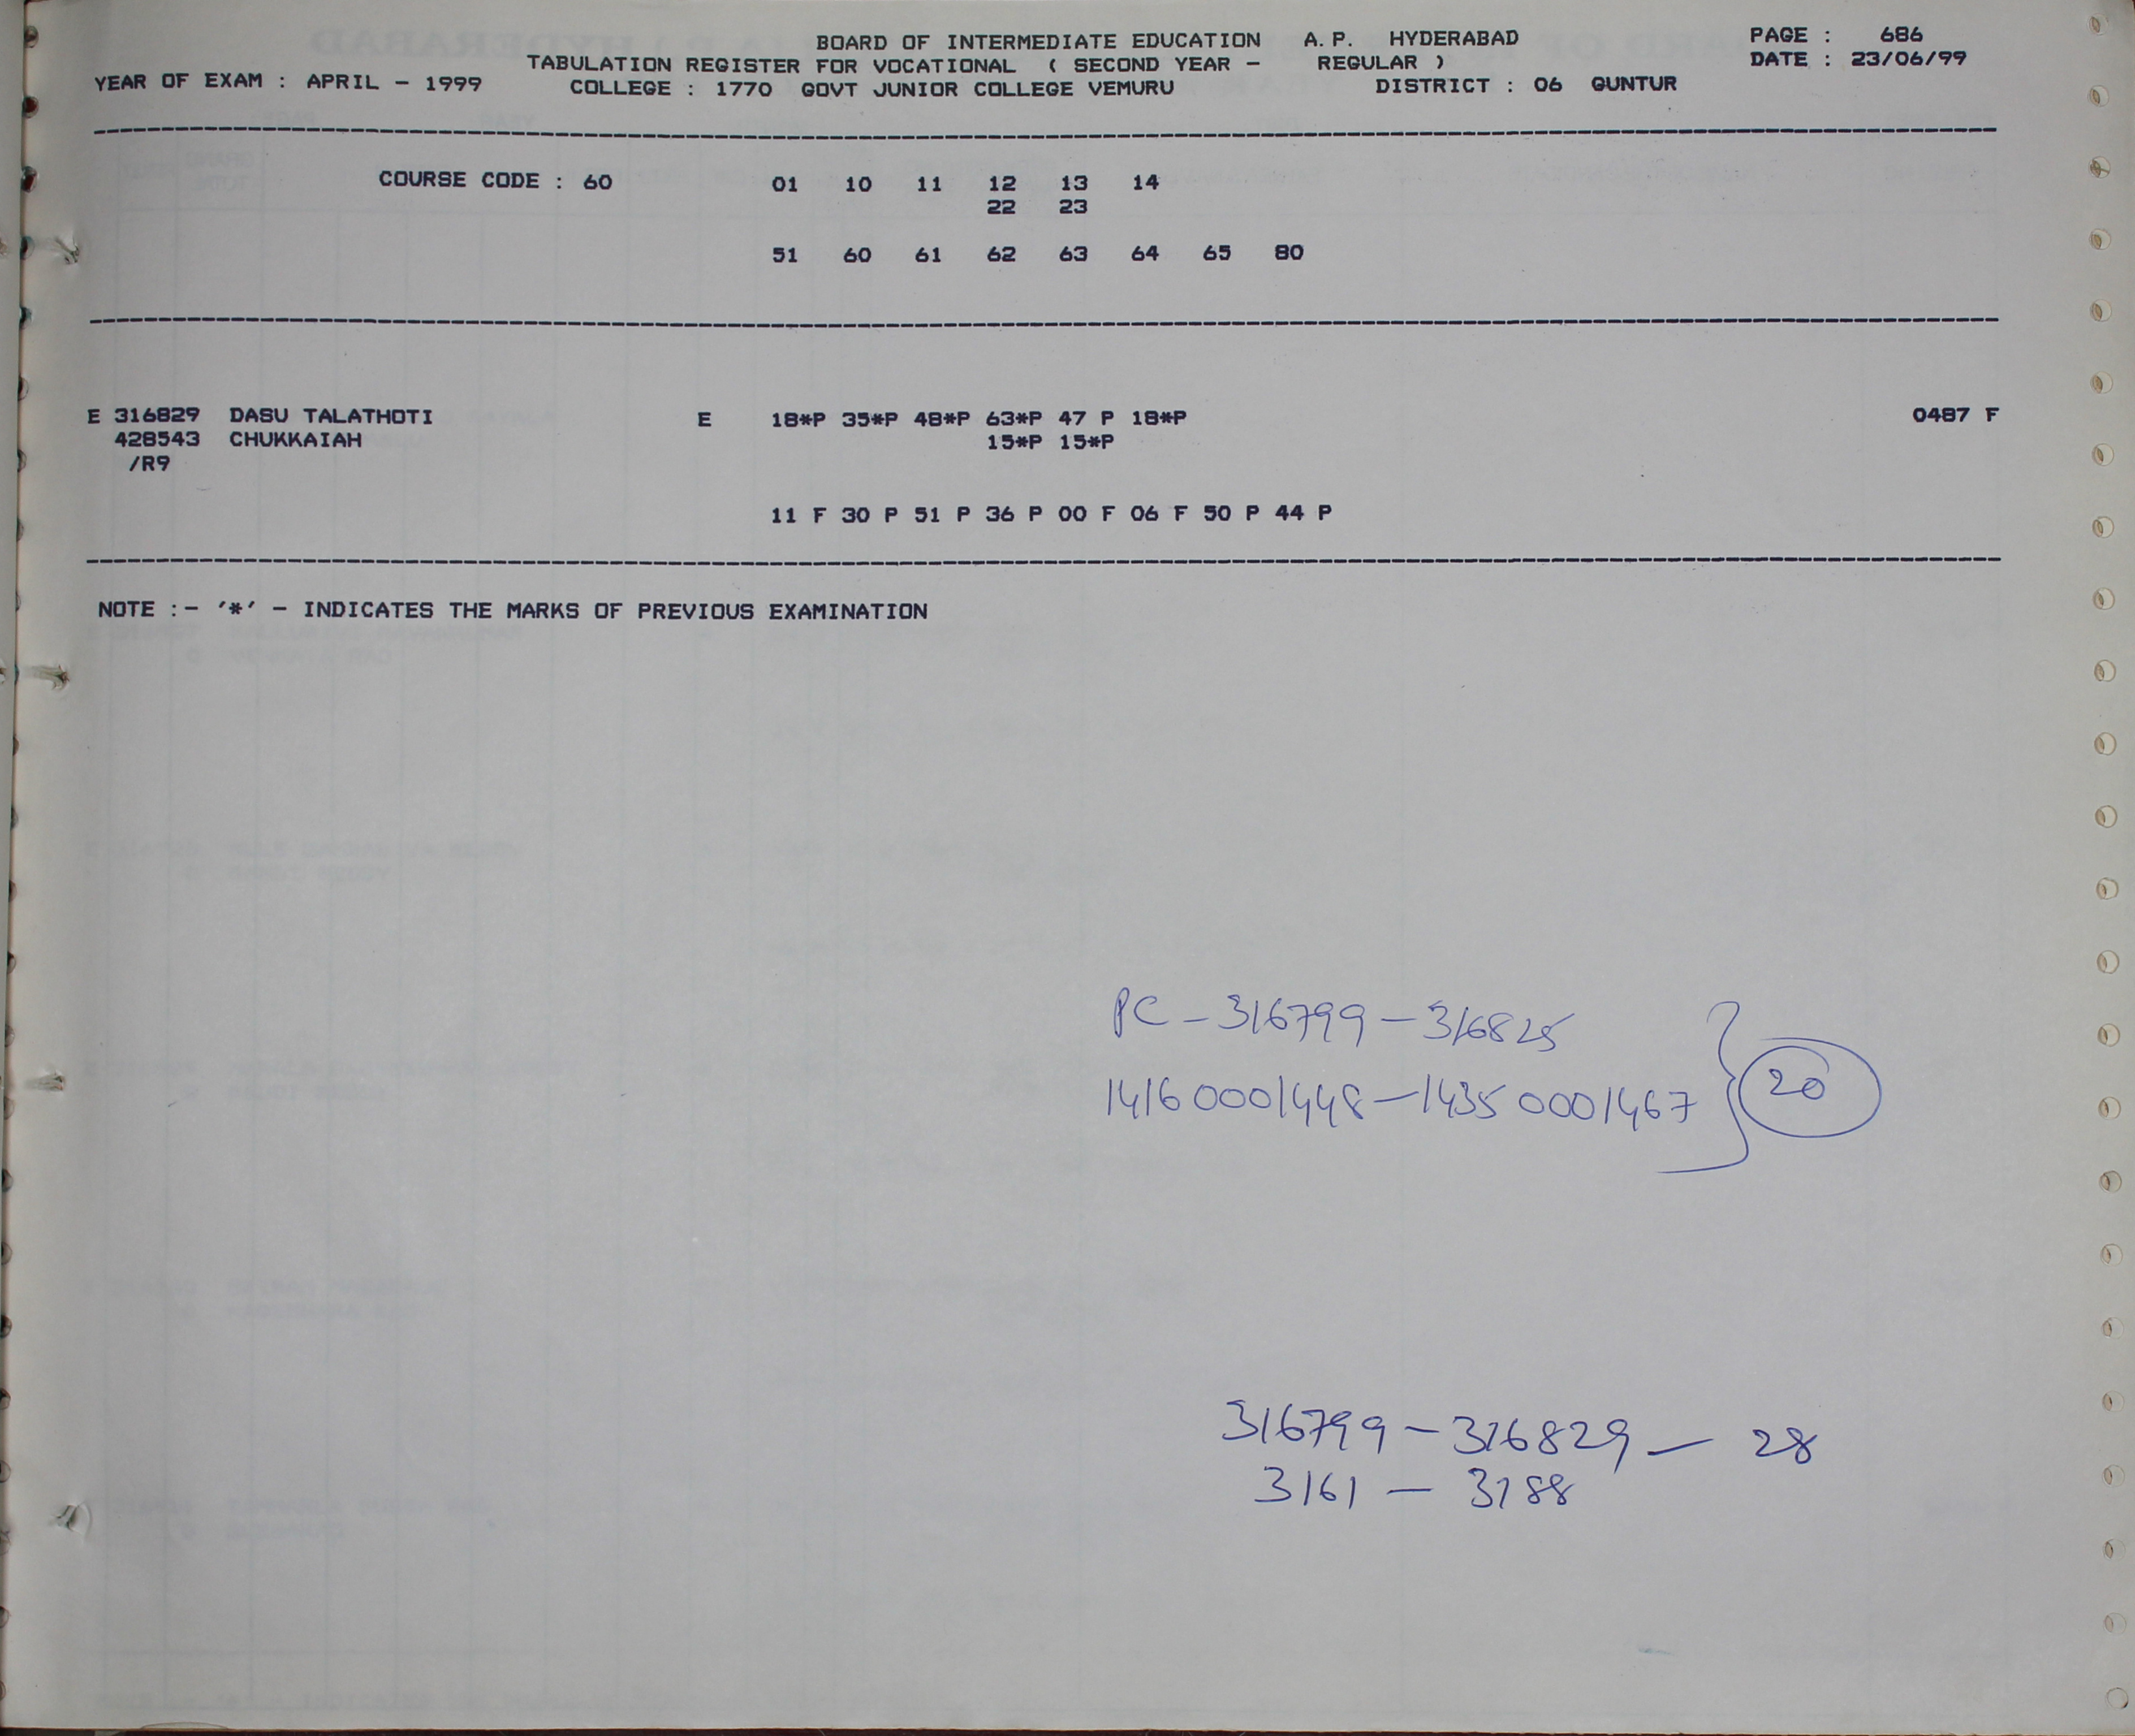 BOARD OF INTERMEDIATE EDUCATION A.P. HYDERABAD PAGE : 686
TABULATION REGISTER FOR VOCATIONAL ( SECOND YEAR - REGULAR ) DATE : 23/06/99
YEAR OF EXAM : APRIL - 1999 COLLEGE : 1770 GOVT JUNIOR COLLEGE VEMURU DISTRICT : 06 GUNTUR
COURSE CODE : 60 01 10 11 12 13 14
22 23
51 60 61 62 63 64 65 80
E 316829 DASU TALATHOTI E 18*P 35*P 48*P 63*P 47 P 18*P 0487 F
428543 CHUKKAIAH 15*P 15*P
/R9
11 F 30 P 51 P 36 P 00 F 06 F 50 P 44 P
NOTE :- '*' - INDICATES THE MARKS OF PREVIOUS EXAMINATION
PC - 316799 - 316825
1416 0001448 - 1435 0001467 } 20
316799 - 316829 - 28
3161 - 3188